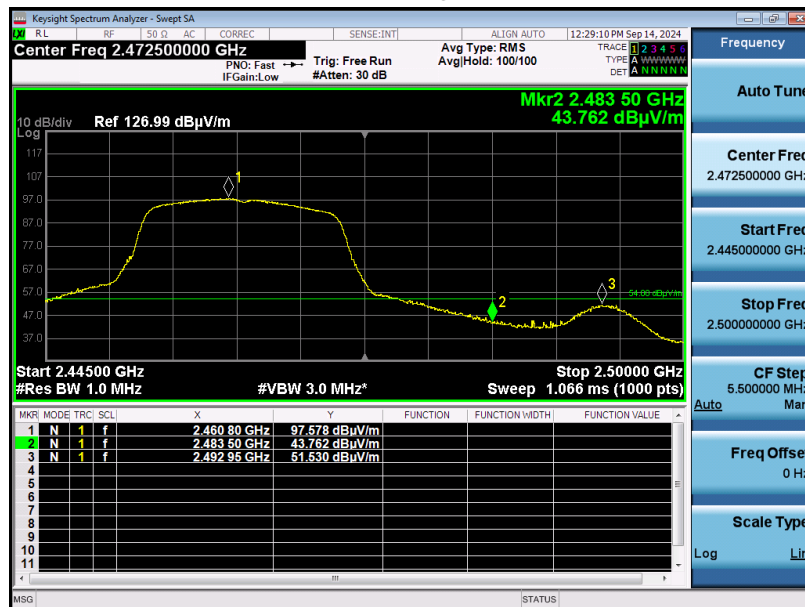 Keysight Spectrum Analyzer - Swept SA
LXI RL RF 50 Ω AC CORREC SENSE:INT ALIGN AUTO 12:29:10 PM Sep 14, 2024
Center Freq 2.472500000 GHz
PNO: Fast
IFGain:Low
Trig: Free Run
#Atten: 30 dB
Avg Type: RMS
Avg|Hold: 100/100
TRACE 1 2 3 4 5 6
TYPE A WWWWW
DET A N N N N N
Mkr2 2.483 50 GHz
43.762 dBµV/m
10 dB/div Ref 126.99 dBµV/m
Log
117
107
97.0
87.0
77.0
67.0
57.0
47.0
37.0
1
2
3
54.00 dBµV/m
Start 2.44500 GHz Stop 2.50000 GHz
#Res BW 1.0 MHz #VBW 3.0 MHz* Sweep 1.066 ms (1000 pts)
MKR MODE TRC SCL X Y FUNCTION FUNCTION WIDTH FUNCTION VALUE
1 N 1 f 2.460 80 GHz 97.578 dBµV/m
2 N 1 f 2.483 50 GHz 43.762 dBµV/m
3 N 1 f 2.492 95 GHz 51.530 dBµV/m
4
5
6
7
8
9
10
11
MSG STATUS
Frequency
Auto Tune
Center Freq
2.472500000 GHz
Start Freq
2.445000000 GHz
Stop Freq
2.500000000 GHz
CF Step
5.500000 MHz
Auto Man
Freq Offset
0 Hz
Scale Type
Log Lin